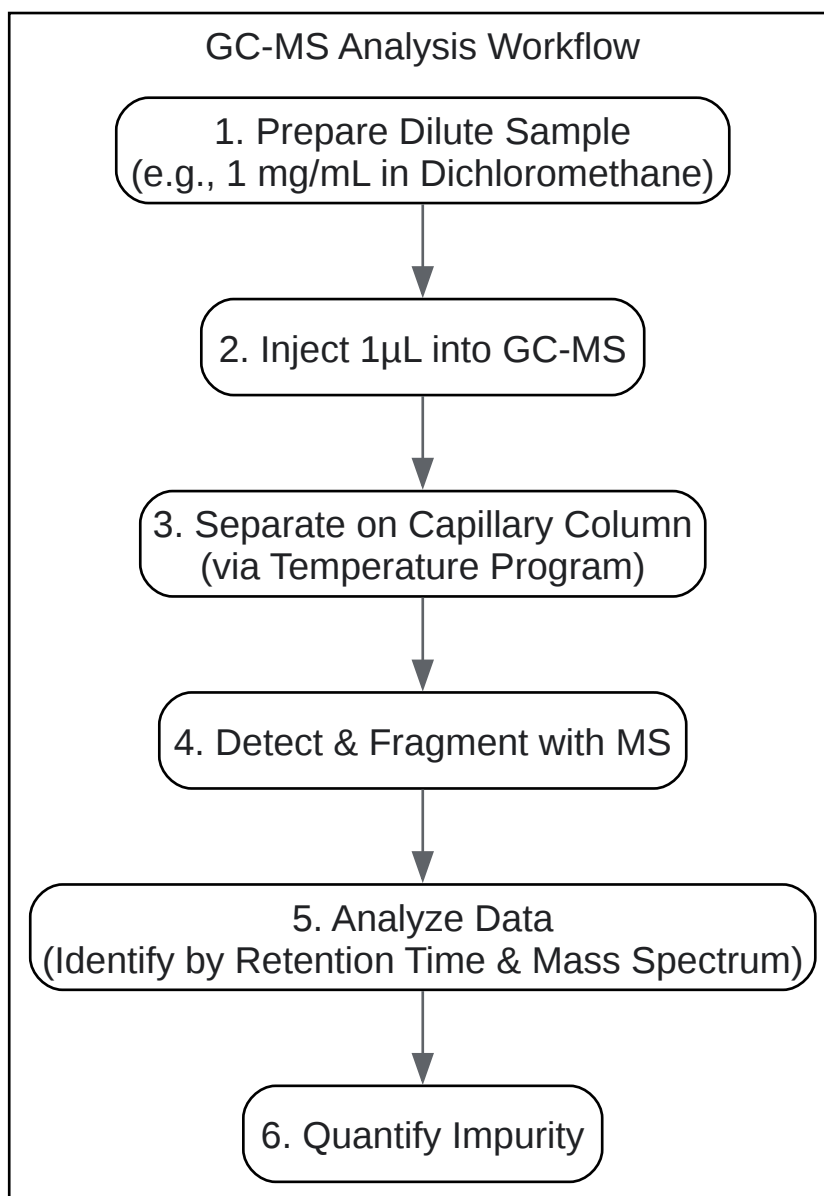 GC-MS Analysis Workflow
1. Prepare Dilute Sample
(e.g., 1 mg/mL in Dichloromethane)
2. Inject 1µL into GC-MS
3. Separate on Capillary Column
(via Temperature Program)
4. Detect & Fragment with MS
5. Analyze Data
(Identify by Retention Time & Mass Spectrum)
6. Quantify Impurity